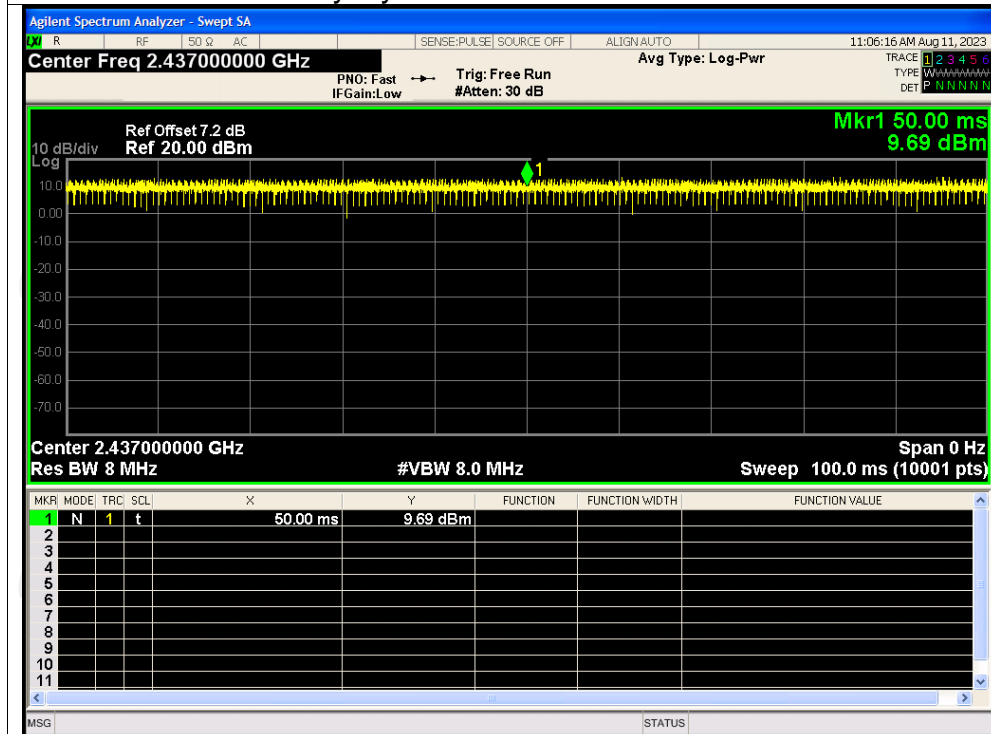 Agilent Spectrum Analyzer - Swept SA
LXI R RF 50 Ω AC SENSE:PULSE SOURCE OFF ALIGN AUTO 11:06:16 AM Aug 11, 2023
Center Freq 2.437000000 GHz
PNO: Fast
IFGain:Low
Trig: Free Run
#Atten: 30 dB
Avg Type: Log-Pwr
TRACE 1 2 3 4 5 6
TYPE
DET P N N N N N
Mkr1 50.00 ms
9.69 dBm
Ref Offset 7.2 dB
10 dB/div Ref 20.00 dBm
Log
1
10.0
0.00
-10.0
-20.0
-30.0
-40.0
-50.0
-60.0
-70.0
Center 2.437000000 GHz Span 0 Hz
Res BW 8 MHz #VBW 8.0 MHz Sweep 100.0 ms (10001 pts)
MKR MODE TRC SCL X Y FUNCTION FUNCTION WIDTH FUNCTION VALUE
1 N 1 t 50.00 ms 9.69 dBm
2
3
4
5
6
7
8
9
10
11
MSG STATUS